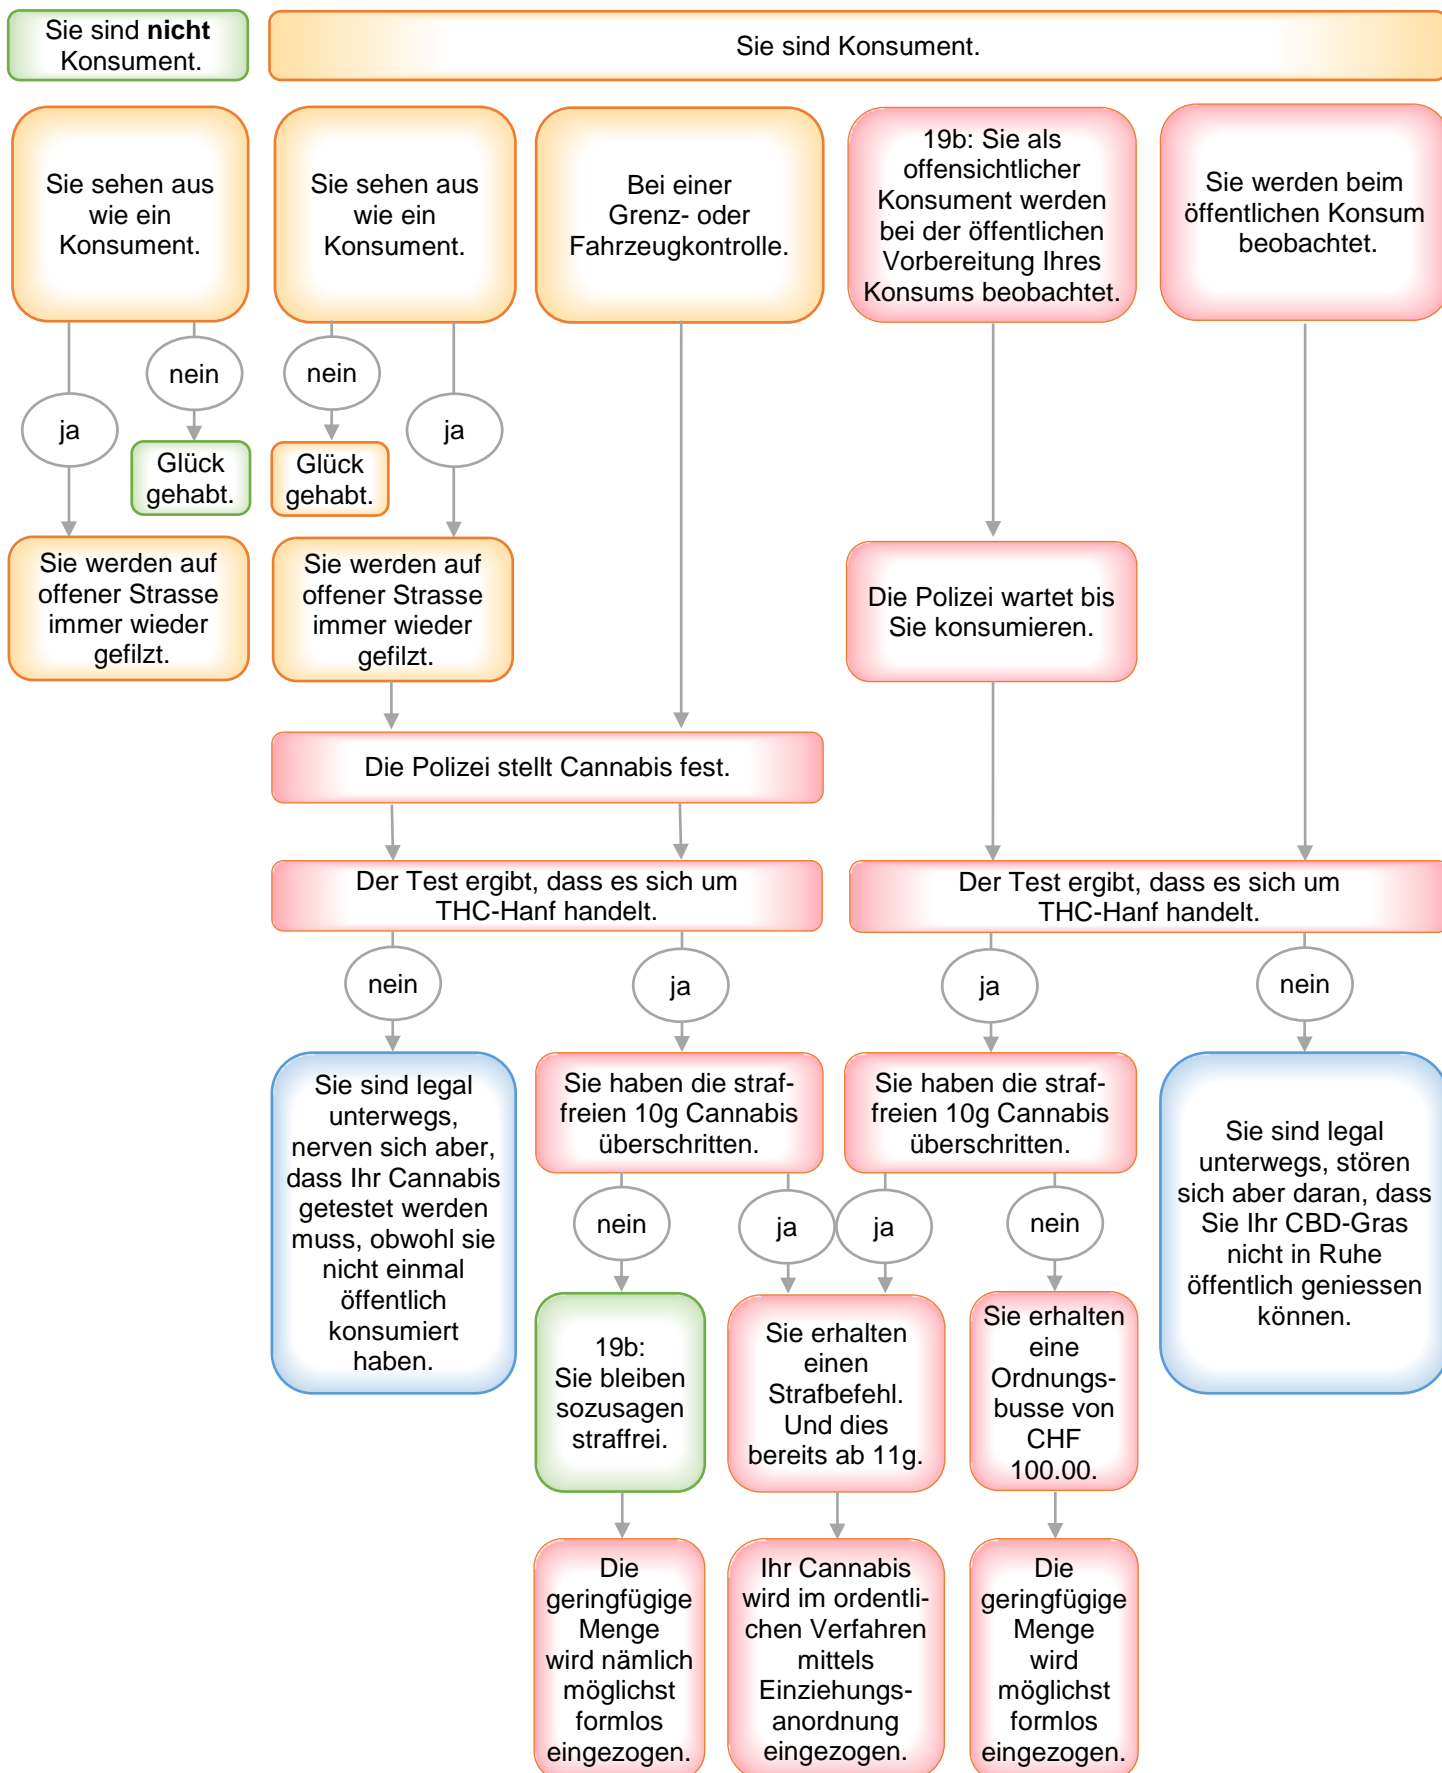 Sie sind nicht
Konsument.
Sie sind Konsument.
Sie sehen aus
wie ein
Konsument.
Sie sehen aus
wie ein
Konsument.
Bei einer
Grenz- oder
Fahrzeugkontrolle.
19b: Sie als
offensichtlicher
Konsument werden
bei der öffentlichen
Vorbereitung Ihres
Konsums beobachtet.
Sie werden beim
öffentlichen Konsum
beobachtet.
nein
nein
ja
ja
Glück
gehabt.
Glück
gehabt.
Sie werden auf
offener Strasse
immer wieder
gefilzt.
Sie werden auf
offener Strasse
immer wieder
gefilzt.
Die Polizei wartet bis
Sie konsumieren.
Die Polizei stellt Cannabis fest.
Der Test ergibt, dass es sich um
THC-Hanf handelt.
Der Test ergibt, dass es sich um
THC-Hanf handelt.
nein
ja
ja
nein
Sie sind legal
unterwegs,
nerven sich aber,
dass Ihr Cannabis
getestet werden
muss, obwohl sie
nicht einmal
öffentlich
konsumiert
haben.
Sie haben die straf-
freien 10g Cannabis
überschritten.
Sie haben die straf-
freien 10g Cannabis
überschritten.
Sie sind legal
unterwegs, stören
sich aber daran, dass
Sie Ihr CBD-Gras
nicht in Ruhe
öffentlich geniessen
können.
nein
ja
ja
nein
19b:
Sie bleiben
sozusagen
straffrei.
Sie erhalten
einen
Strafbefehl.
Und dies
bereits ab 11g.
Sie erhalten
eine
Ordnungs-
busse von
CHF
100.00.
Die
geringfügige
Menge
wird nämlich
möglichst
formlos
eingezogen.
Ihr Cannabis
wird im ordentli-
chen Verfahren
mittels
Einziehungs-
anordnung
eingezogen.
Die
geringfügige
Menge
wird
möglichst
formlos
eingezogen.